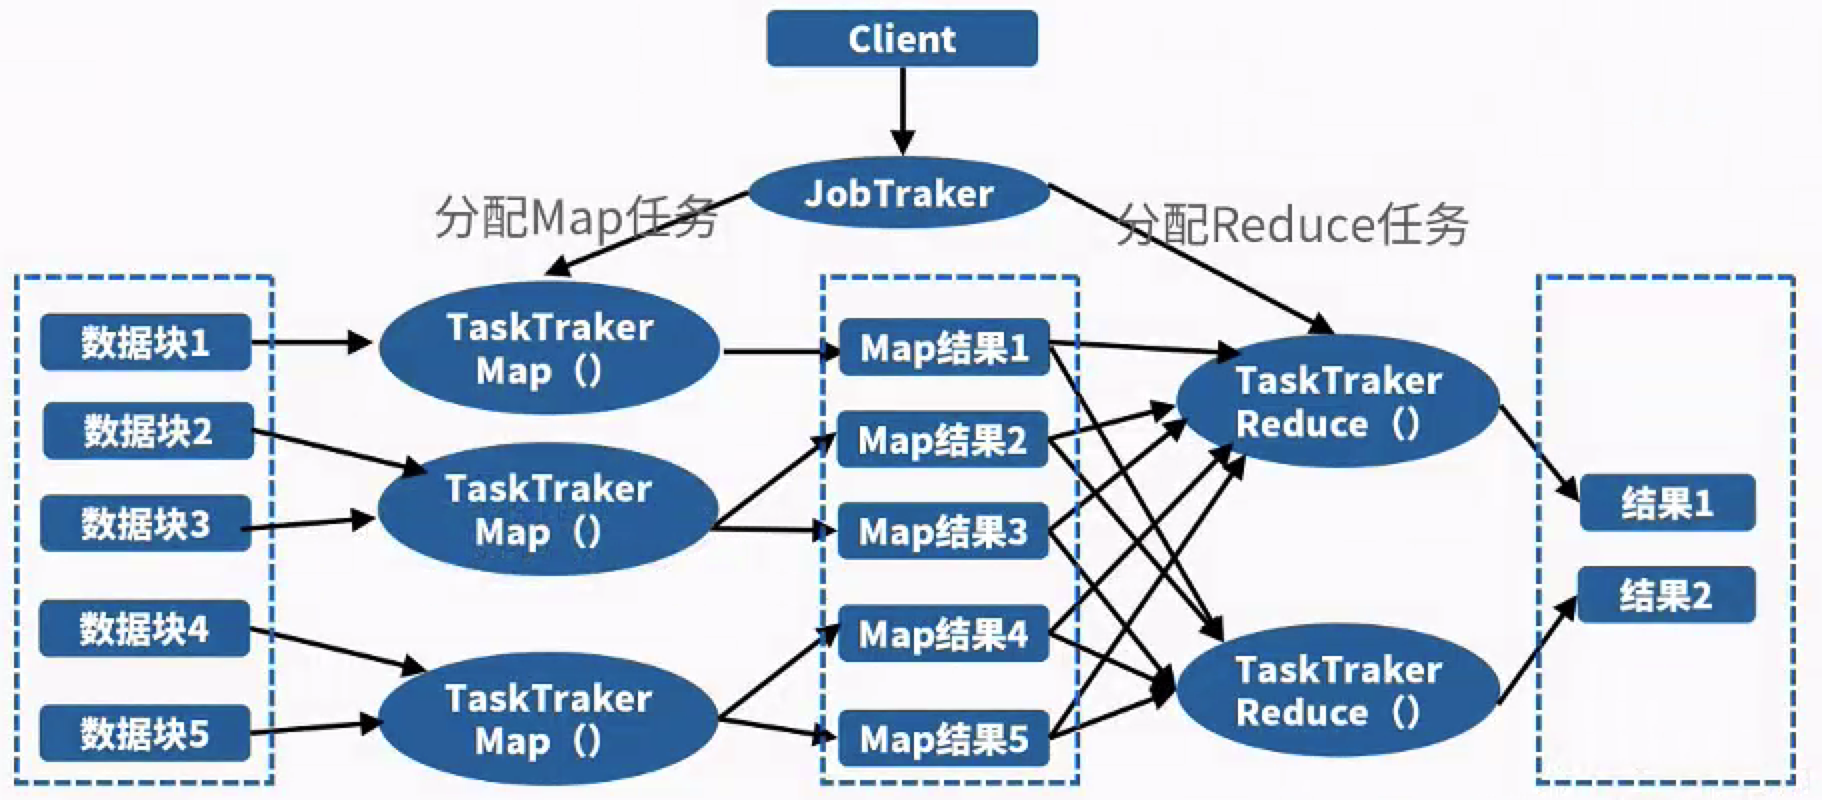 Client
JobTraker
分配Map任务
分配Reduce任务
数据块1
数据块2
数据块3
数据块4
数据块5
TaskTraker
Map（）
TaskTraker
Map（）
TaskTraker
Map（）
Map结果1
Map结果2
Map结果3
Map结果4
Map结果5
TaskTraker
Reduce（）
TaskTraker
Reduce（）
结果1
结果2